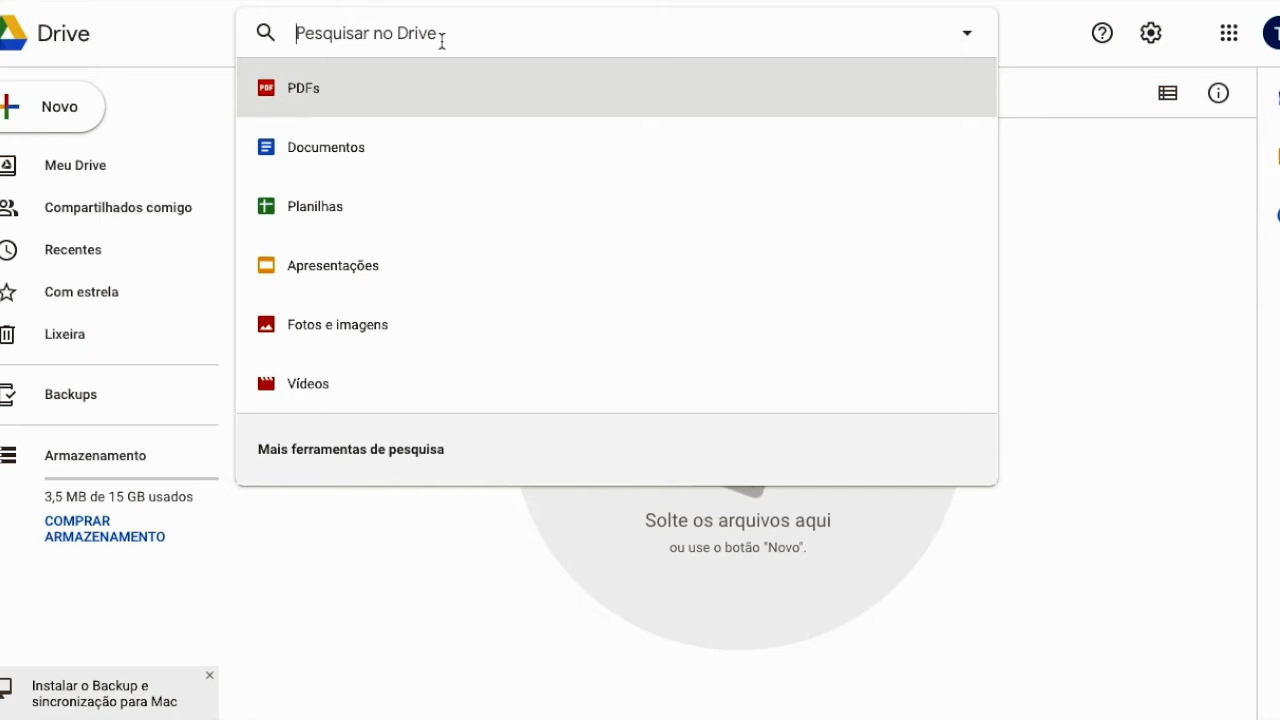 Drive
Pesquisar no Drive
Novo
Meu Drive
Compartilhados comigo
Recentes
Com estrela
Lixeira
Backups
Armazenamento
3,5 MB de 15 GB usados
COMPRAR
ARMAZENAMENTO
Instalar o Backup e
sincronização para Mac
PDF PDFs
Documentos
Planilhas
Apresentações
Fotos e imagens
Vídeos
Mais ferramentas de pesquisa
Solte os arquivos aqui
ou use o botão "Novo".